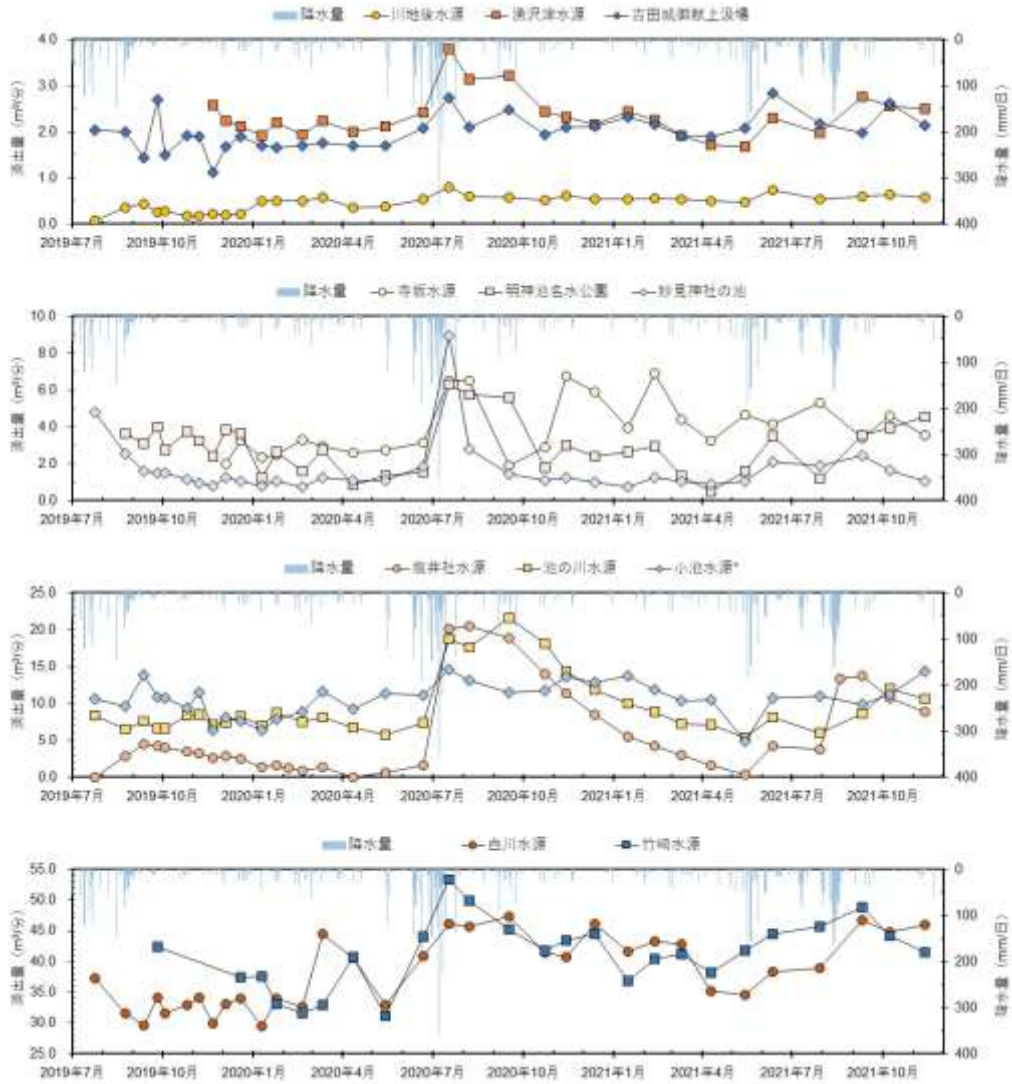 降水量 川地後水源 湧沢津水源 吉田城御献上汲場
流出量 (m³/分)
4.0
3.0
2.0
1.0
0.0
0
100
200
300
400
降水量 (mm/日)
2019年7月 2019年10月 2020年1月 2020年4月 2020年7月 2020年10月 2021年1月 2021年4月 2021年7月 2021年10月
降水量 寺坂水源 明神池名水公園 妙見神社の池
流出量 (m³/分)
10.0
8.0
6.0
4.0
2.0
0.0
0
100
200
300
400
降水量 (mm/日)
2019年7月 2019年10月 2020年1月 2020年4月 2020年7月 2020年10月 2021年1月 2021年4月 2021年7月 2021年10月
降水量 塩井社水源 池の川水源 小池水源*
流出量 (m³/分)
25.0
20.0
15.0
10.0
5.0
0.0
0
100
200
300
400
降水量 (mm/日)
2019年7月 2019年10月 2020年1月 2020年4月 2020年7月 2020年10月 2021年1月 2021年4月 2021年7月 2021年10月
降水量 白川水源 竹崎水源
流出量 (m³/分)
55.0
50.0
45.0
40.0
35.0
30.0
25.0
0
100
200
300
400
降水量 (mm/日)
2019年7月 2019年10月 2020年1月 2020年4月 2020年7月 2020年10月 2021年1月 2021年4月 2021年7月 2021年10月